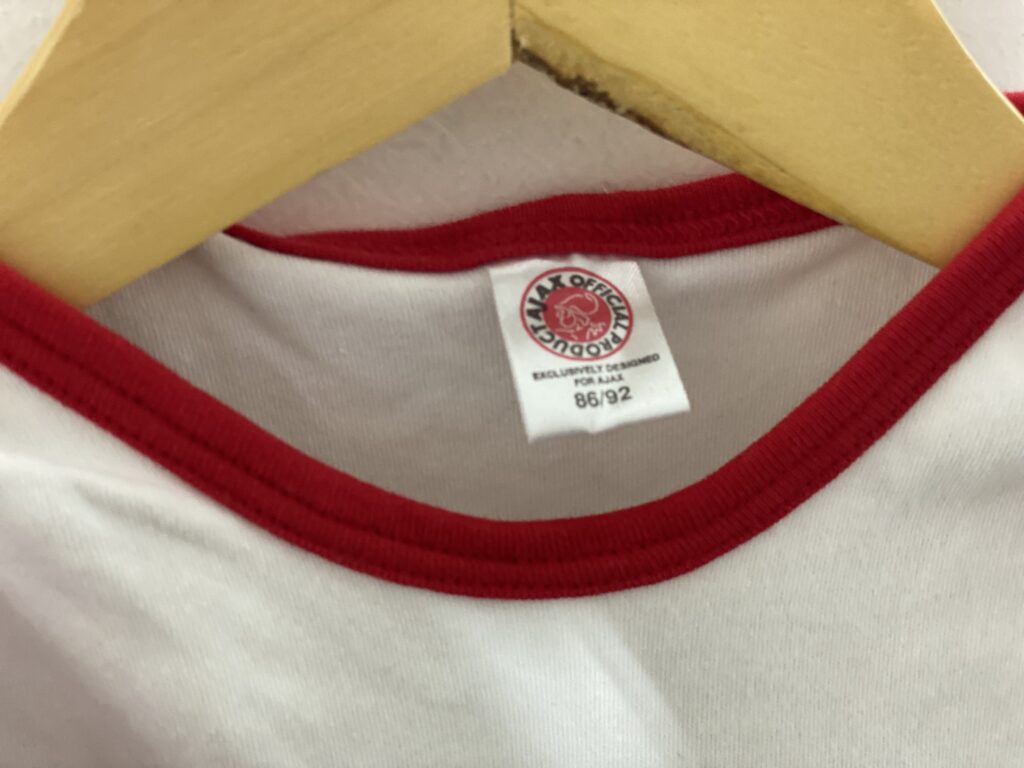 AJAX OFFICIAL PRODUCT
EXCLUSIVELY DESIGNED
FOR AJAX
86/92